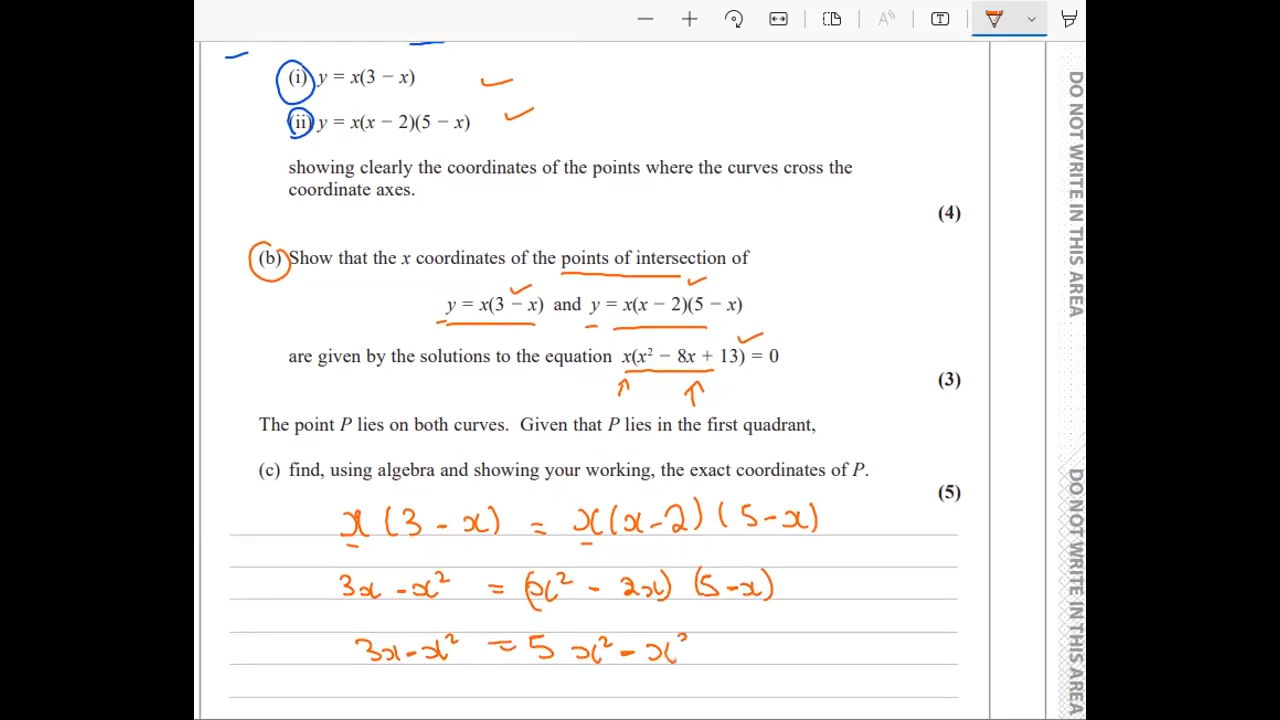 (i) y = x(3 − x)
(ii) y = x(x − 2)(5 − x)
showing clearly the coordinates of the points where the curves cross the
coordinate axes.
(4)
(b) Show that the x coordinates of the points of intersection of
y = x(3 − x) and y = x(x − 2)(5 − x)
are given by the solutions to the equation x(x² − 8x + 13) = 0
(3)
The point P lies on both curves. Given that P lies in the first quadrant,
(c) find, using algebra and showing your working, the exact coordinates of P.
(5)
x(3 - x) = x(x-2)(5-x)
3x - x² = (x² - 2x)(5-x)
3x - x² = 5x² - x³
DO NOT WRITE IN THIS AREA
DO NOT WRITE IN THIS AREA